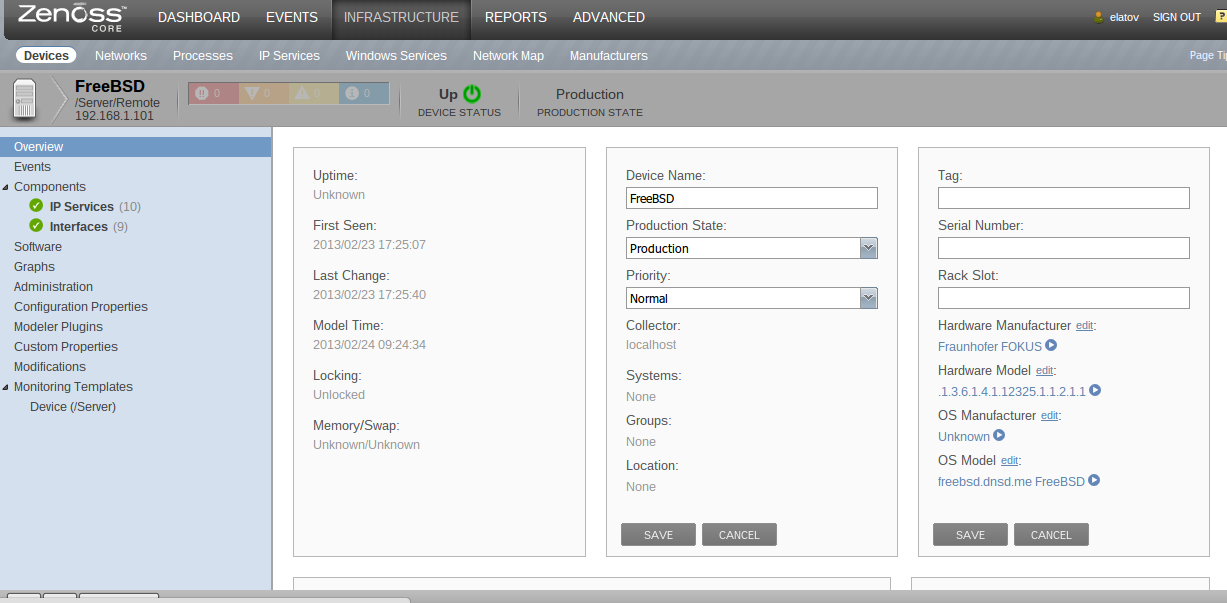 Zenoss™ CORE
DASHBOARD EVENTS INFRASTRUCTURE REPORTS ADVANCED
elatov SIGN OUT ?
Devices Networks Processes IP Services Windows Services Network Map Manufacturers
Page
FreeBSD
/Server/Remote
192.168.1.101
0 0 0 0
Up
DEVICE STATUS
Production
PRODUCTION STATE
Overview
Events
Components
IP Services (10)
Interfaces (9)
Software
Graphs
Administration
Configuration Properties
Modeler Plugins
Custom Properties
Modifications
Monitoring Templates
Device (/Server)
Uptime:
Unknown
First Seen:
2013/02/23 17:25:07
Last Change:
2013/02/23 17:25:40
Model Time:
2013/02/24 09:24:34
Locking:
Unlocked
Memory/Swap:
Unknown/Unknown
Device Name:
FreeBSD
Production State:
Production
Priority:
Normal
Collector:
localhost
Systems:
None
Groups:
None
Location:
None
SAVE CANCEL
Tag:
Serial Number:
Rack Slot:
Hardware Manufacturer edit:
Fraunhofer FOKUS
Hardware Model edit:
.1.3.6.1.4.1.12325.1.1.2.1.1
OS Manufacturer edit:
Unknown
OS Model edit:
freebsd.dnsd.me FreeBSD
SAVE CANCEL